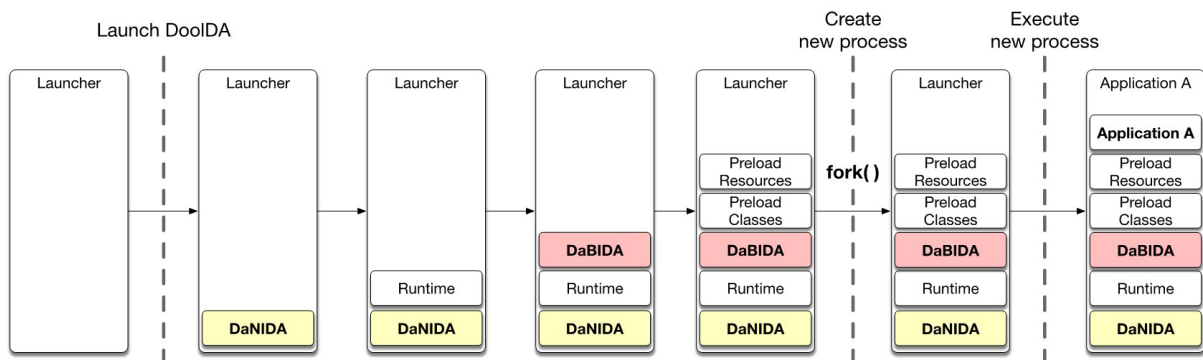 Launch DoolDA
Create
new process
Execute
new process
Launcher
Launcher
Launcher
Launcher
Launcher
Launcher
Application A
Application A
Preload
Resources
fork( )
Preload
Resources
Preload
Resources
Preload
Classes
Preload
Classes
Preload
Classes
DaBIDA
DaBIDA
DaBIDA
DaBIDA
Runtime
Runtime
Runtime
Runtime
Runtime
DaNIDA
DaNIDA
DaNIDA
DaNIDA
DaNIDA
DaNIDA